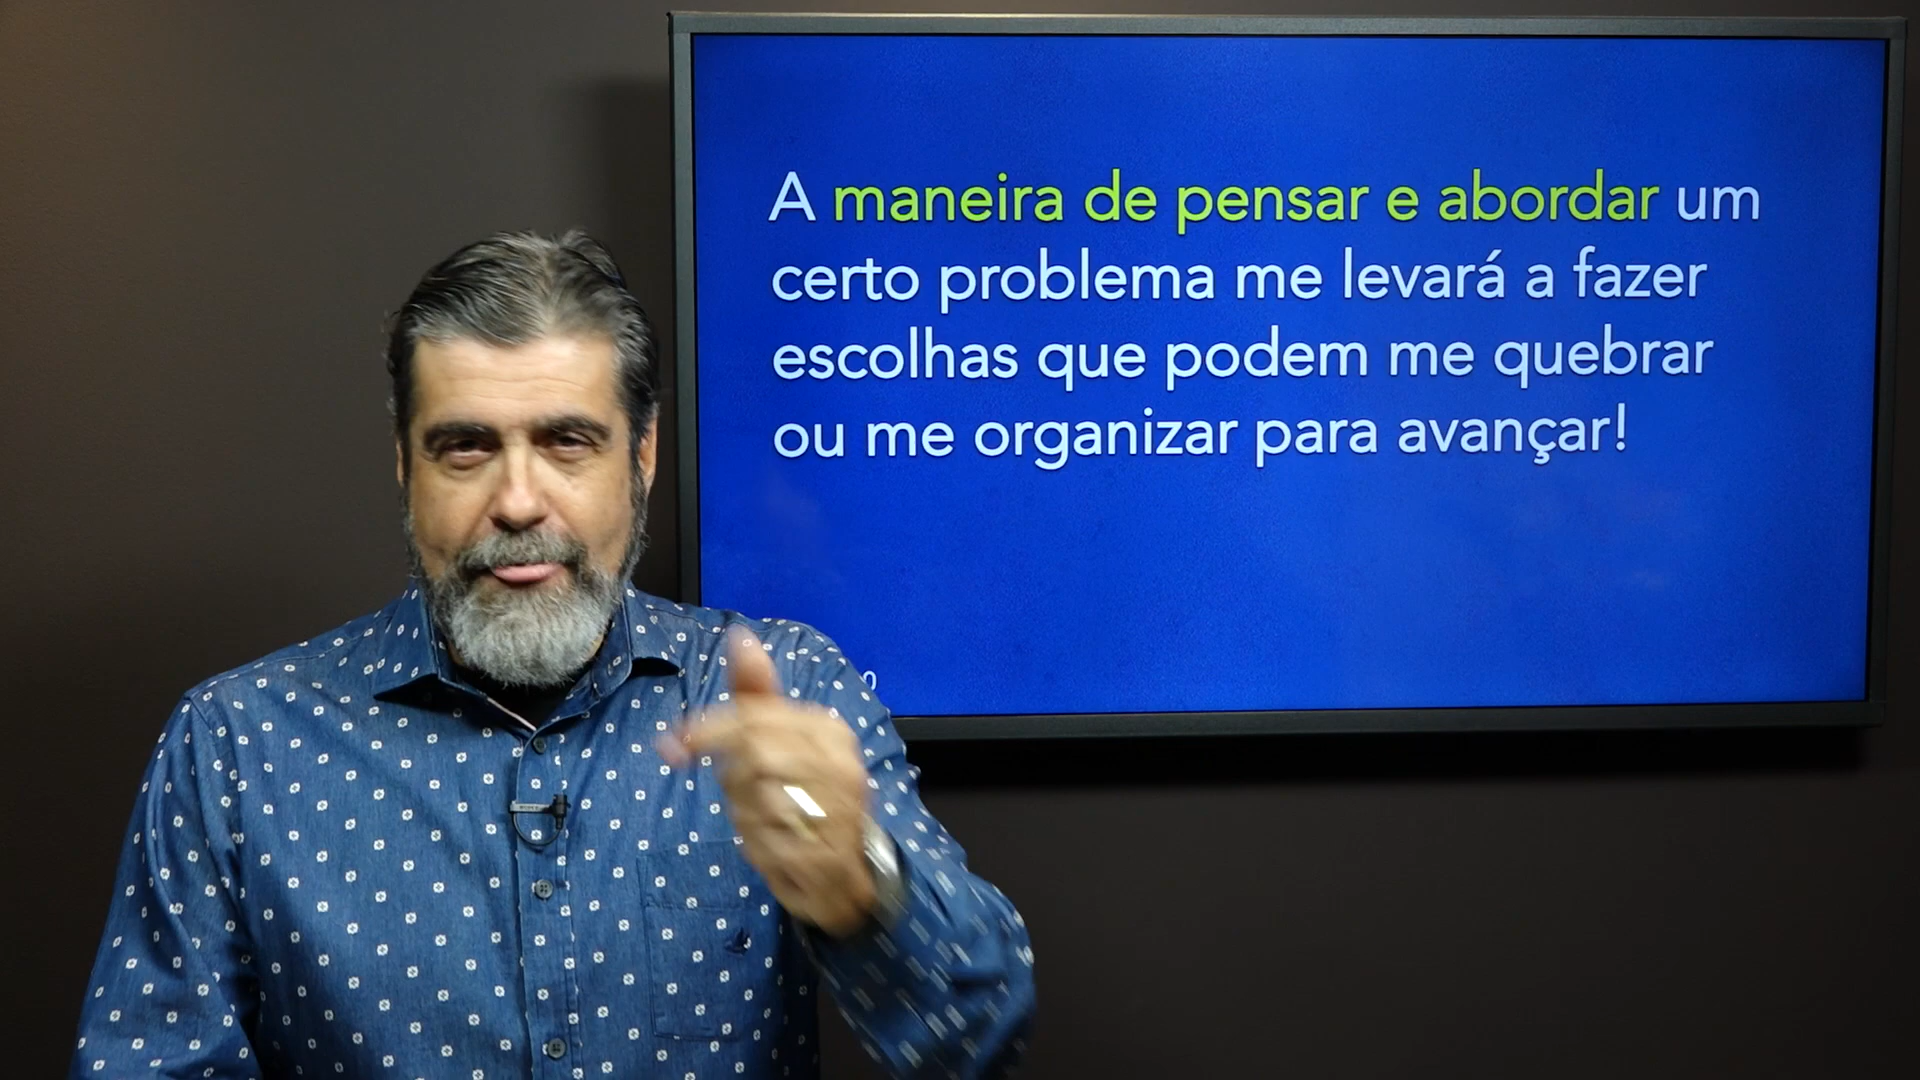 A maneira de pensar e abordar um
certo problema me levará a fazer
escolhas que podem me quebrar
ou me organizar para avançar!